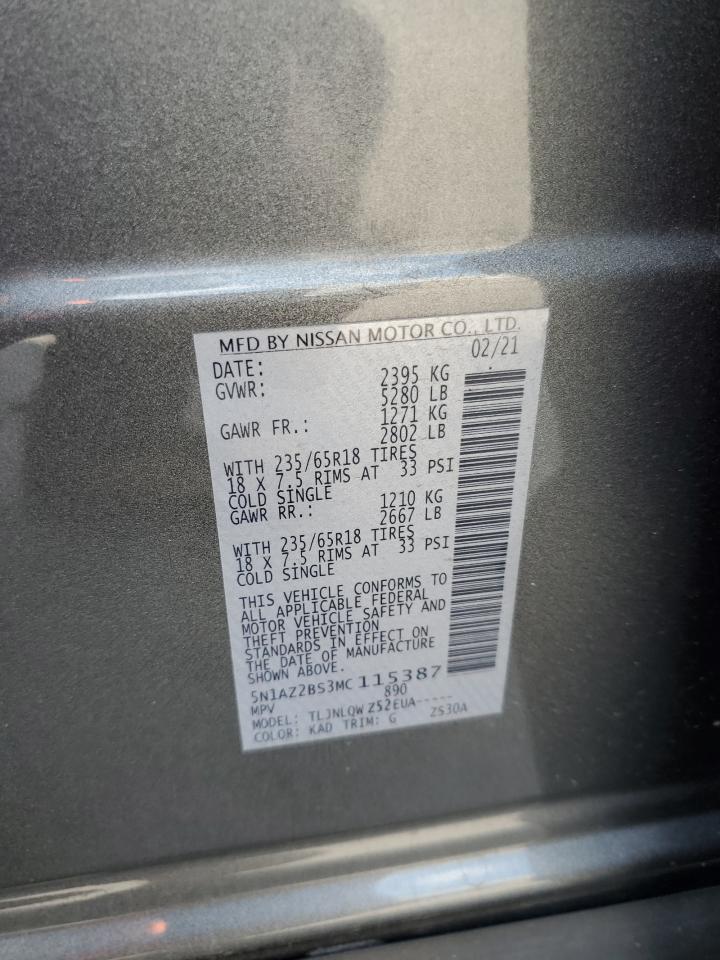 MFD BY NISSAN MOTOR CO., LTD.
DATE: 02/21
GVWR: 2395 KG
5280 LB
GAWR FR.: 1271 KG
2802 LB
WITH 235/65R18 TIRES
18 X 7.5 RIMS AT 33 PSI
COLD SINGLE
GAWR RR.: 1210 KG
2667 LB
WITH 235/65R18 TIRES
18 X 7.5 RIMS AT 33 PSI
COLD SINGLE
THIS VEHICLE CONFORMS TO
ALL APPLICABLE FEDERAL
MOTOR VEHICLE SAFETY AND
THEFT PREVENTION
STANDARDS IN EFFECT ON
THE DATE OF MANUFACTURE
SHOWN ABOVE.
5N1AZ2BS3MC115387
MPV 890
MODEL: TLJNLQWZ52EUA-----
COLOR: KAD TRIM: G Z530A